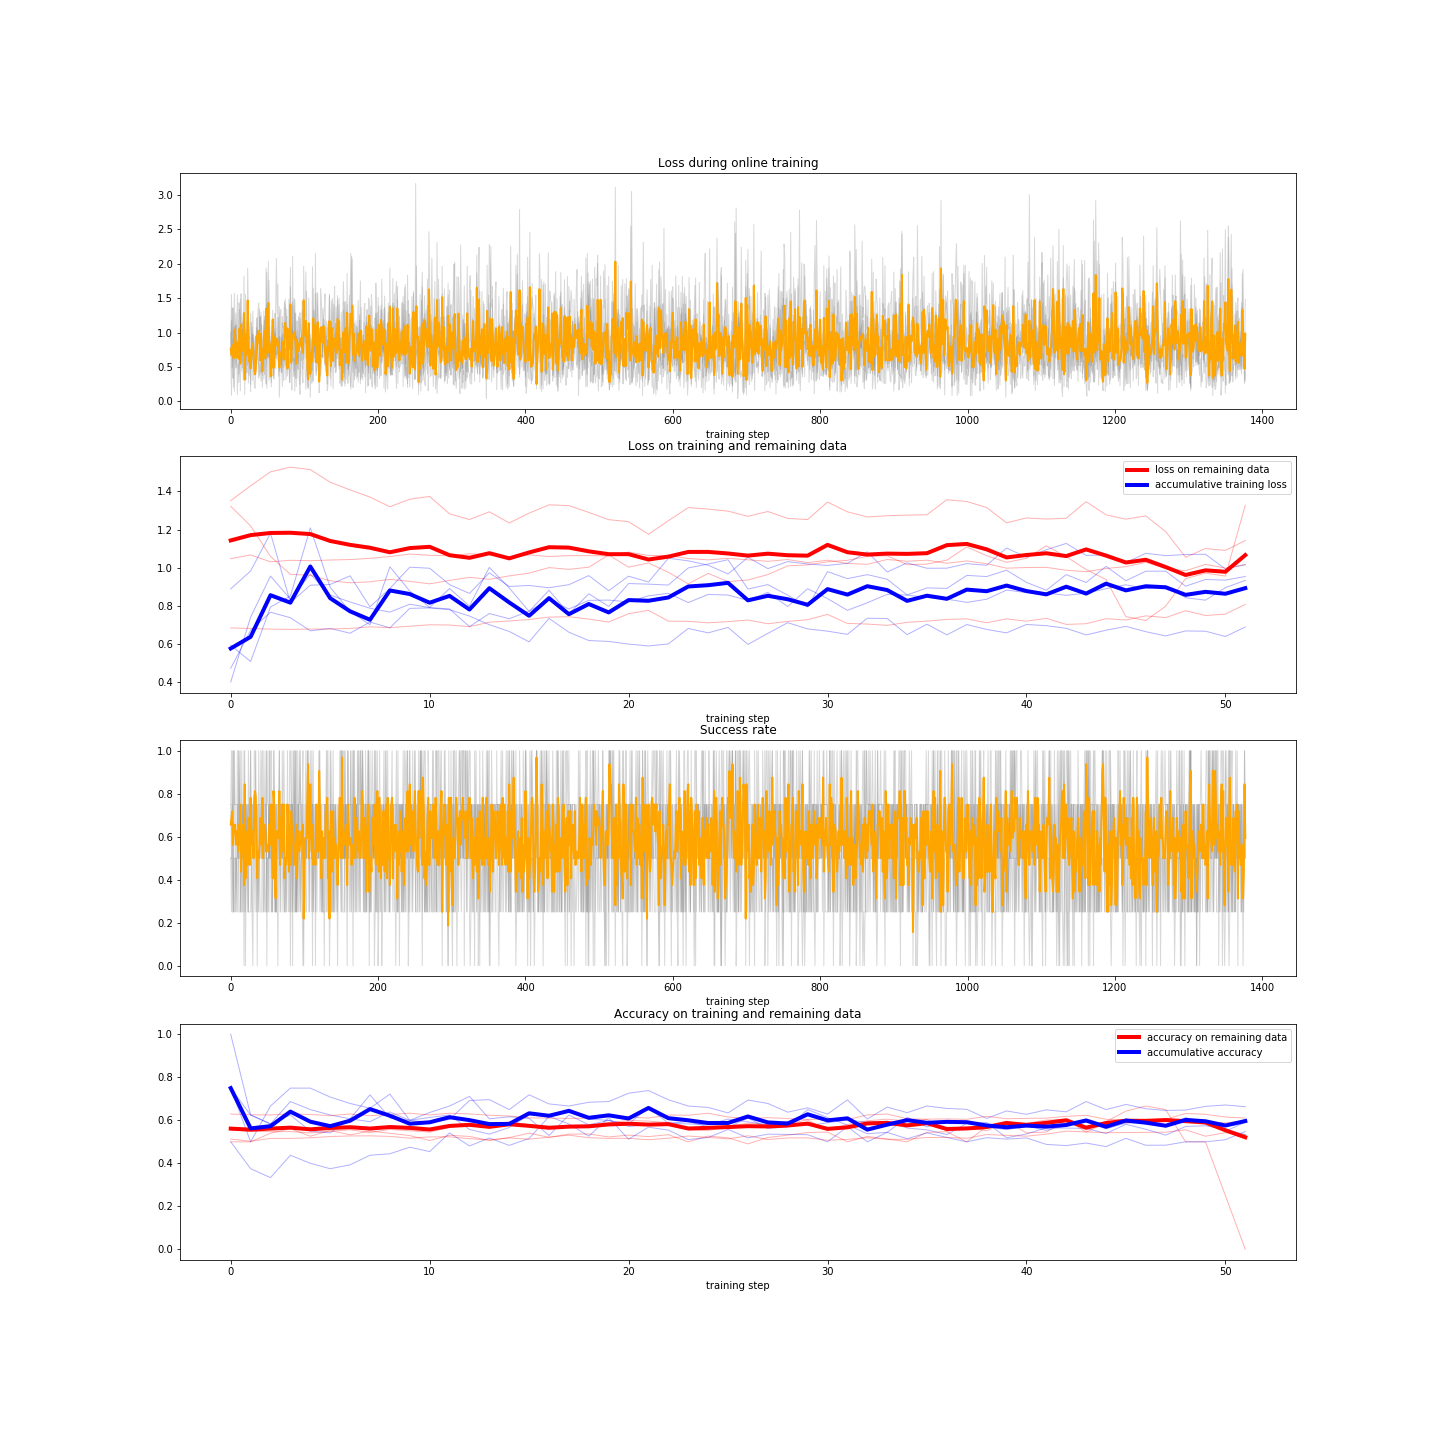 Loss during online training
3.0
2.5
2.0
1.5
1.0
0.5
0.0
0 200 400 600 800 1000 1200 1400
training step
Loss on training and remaining data
loss on remaining data
accumulative training loss
1.4
1.2
1.0
0.8
0.6
0.4
0 10 20 30 40 50
training step
Success rate
1.0
0.8
0.6
0.4
0.2
0.0
0 200 400 600 800 1000 1200 1400
training step
Accuracy on training and remaining data
accuracy on remaining data
accumulative accuracy
1.0
0.8
0.6
0.4
0.2
0.0
0 10 20 30 40 50
training step